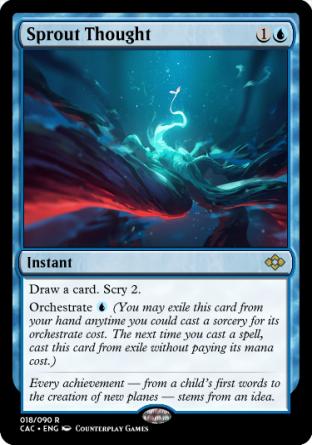 Sprout Thought 1
Instant
Draw a card. Scry 2.
Orchestrate (You may exile this card from
your hand anytime you could cast a sorcery for its
orchestrate cost. The next time you cast a spell,
cast this card from exile without paying its mana
cost.)
Every achievement — from a child's first words to
the creation of new planes — stems from an idea.
018/090 R
CAC • ENG Counterplay Games